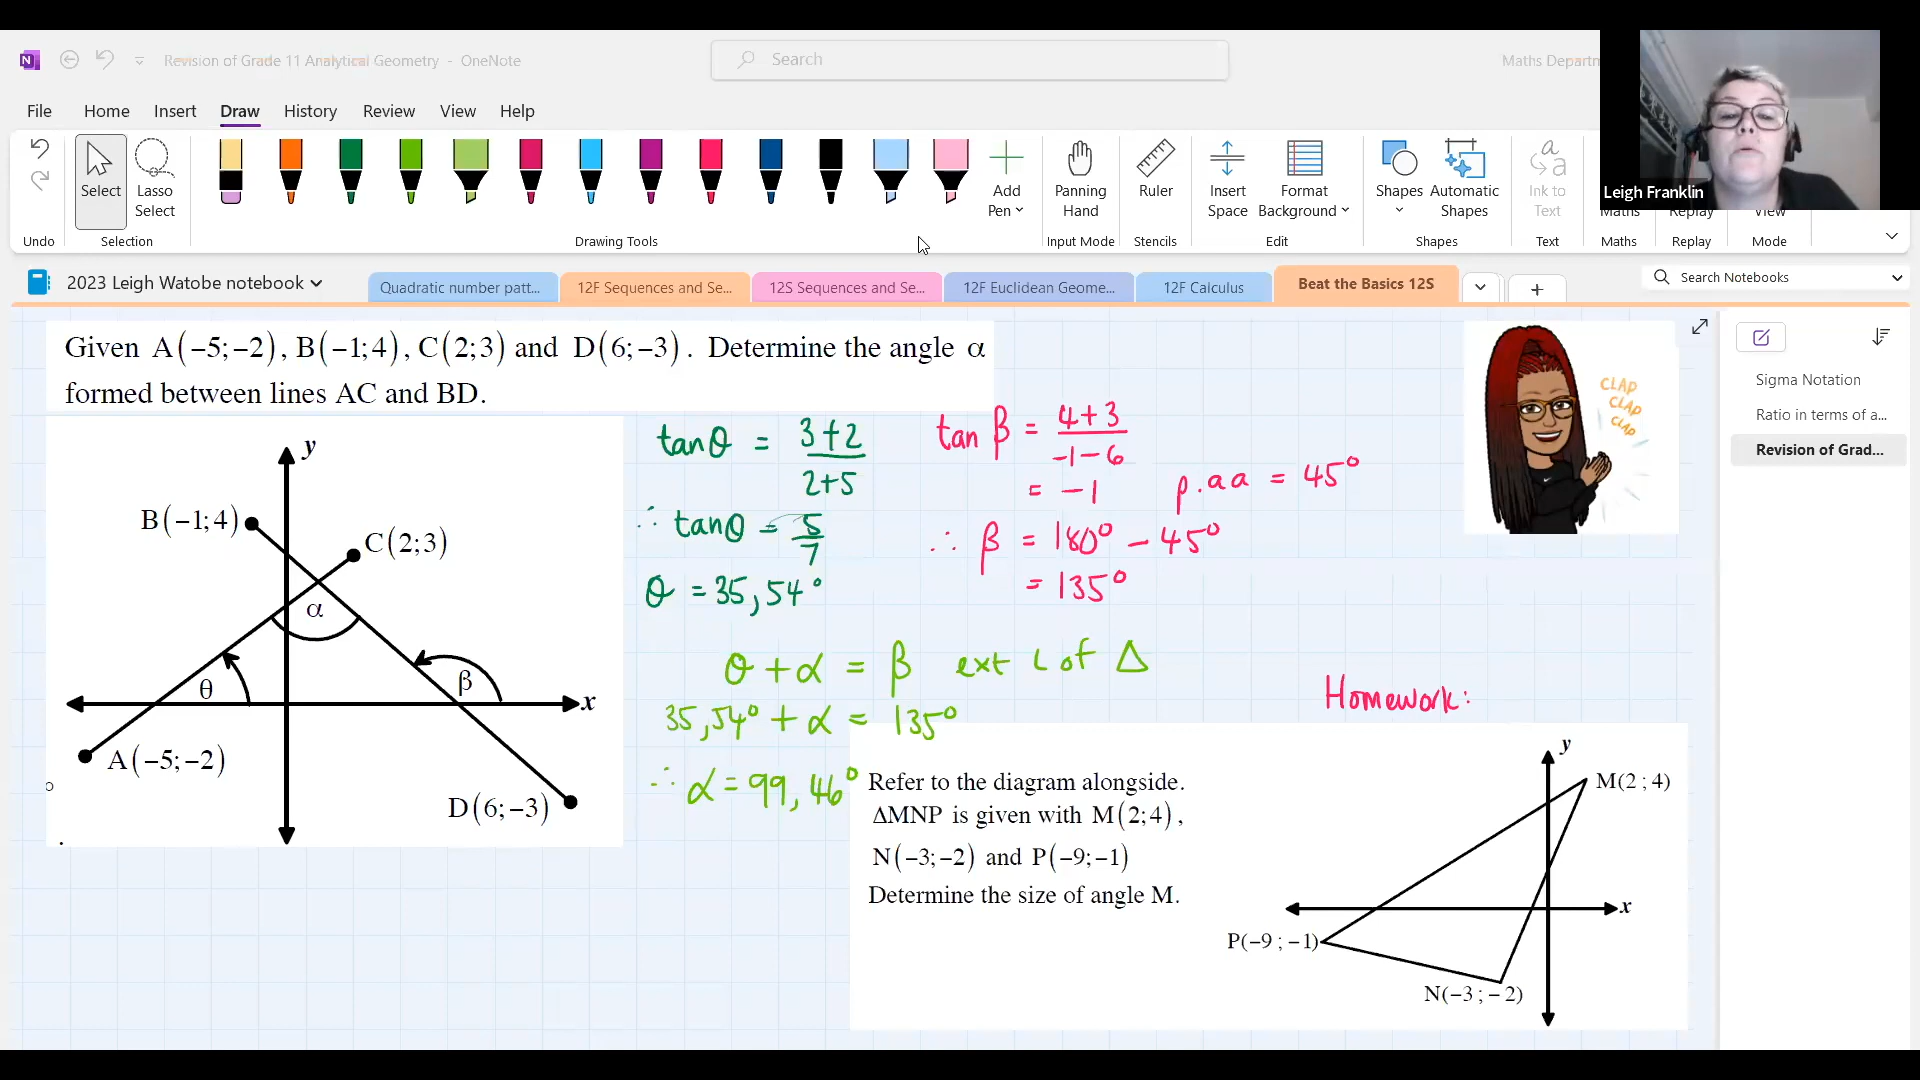 Revision of Grade 11 Analytical Geometry - OneNote
Search
Maths Departm
File Home Insert Draw History Review View Help
Leigh Franklin
Select
Lasso Select
Add Pen
Panning Hand
Ruler
Insert Space
Format Background
Shapes
Automatic Shapes
Ink to Text
Maths
Replay
View
Undo
Selection
Drawing Tools
Input Mode
Stencils
Edit
Shapes
Text
Maths
Replay
Mode
2023 Leigh Watobe notebook
Quadratic number patt...
12F Sequences and Se...
12S Sequences and Se...
12F Euclidean Geome...
12F Calculus
Beat the Basics 12S
Search Notebooks
Sigma Notation
Ratio in terms of a...
Revision of Grad...
Given A(−5;−2), B(−1;4), C(2;3) and D(6;−3). Determine the angle α
formed between lines AC and BD.
y
B(−1;4)
C(2;3)
α
θ
β
x
A(−5;−2)
D(6;−3)
tanθ = 3+2/2+5
∴ tanθ = 5/7
θ = 35,54°
tan β = 4+3/-1-6
= -1
p.aa = 45°
∴ β = 180° - 45°
= 135°
θ + α = β ext ∠ of Δ
35,54° + α = 135°
∴ α = 99,46°
CLAP
CLAP
CLAP
Homework:
Refer to the diagram alongside.
ΔMNP is given with M(2;4),
N(−3;−2) and P(−9;−1)
Determine the size of angle M.
y
M(2 ; 4)
x
P(−9 ; −1)
N(−3 ; − 2)